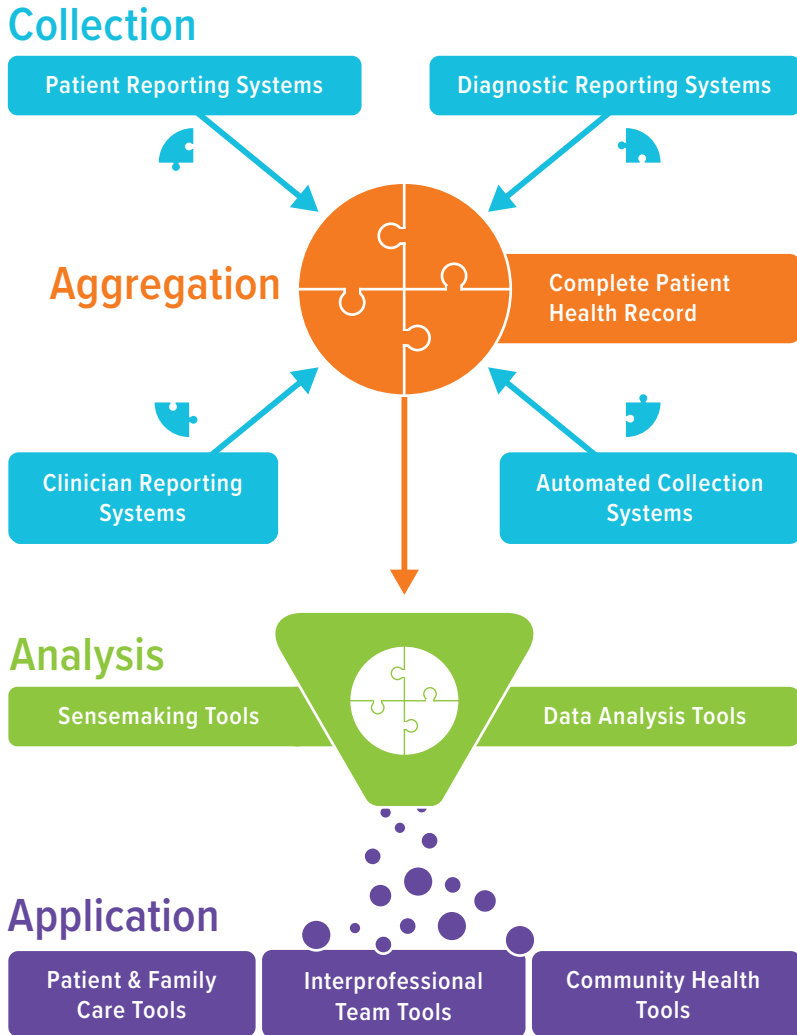 Collection
Patient Reporting Systems
Diagnostic Reporting Systems
Aggregation
Complete Patient
Health Record
Clinician Reporting
Systems
Automated Collection
Systems
Analysis
Sensemaking Tools
Data Analysis Tools
Application
Patient & Family
Care Tools
Interprofessional
Team Tools
Community Health
Tools